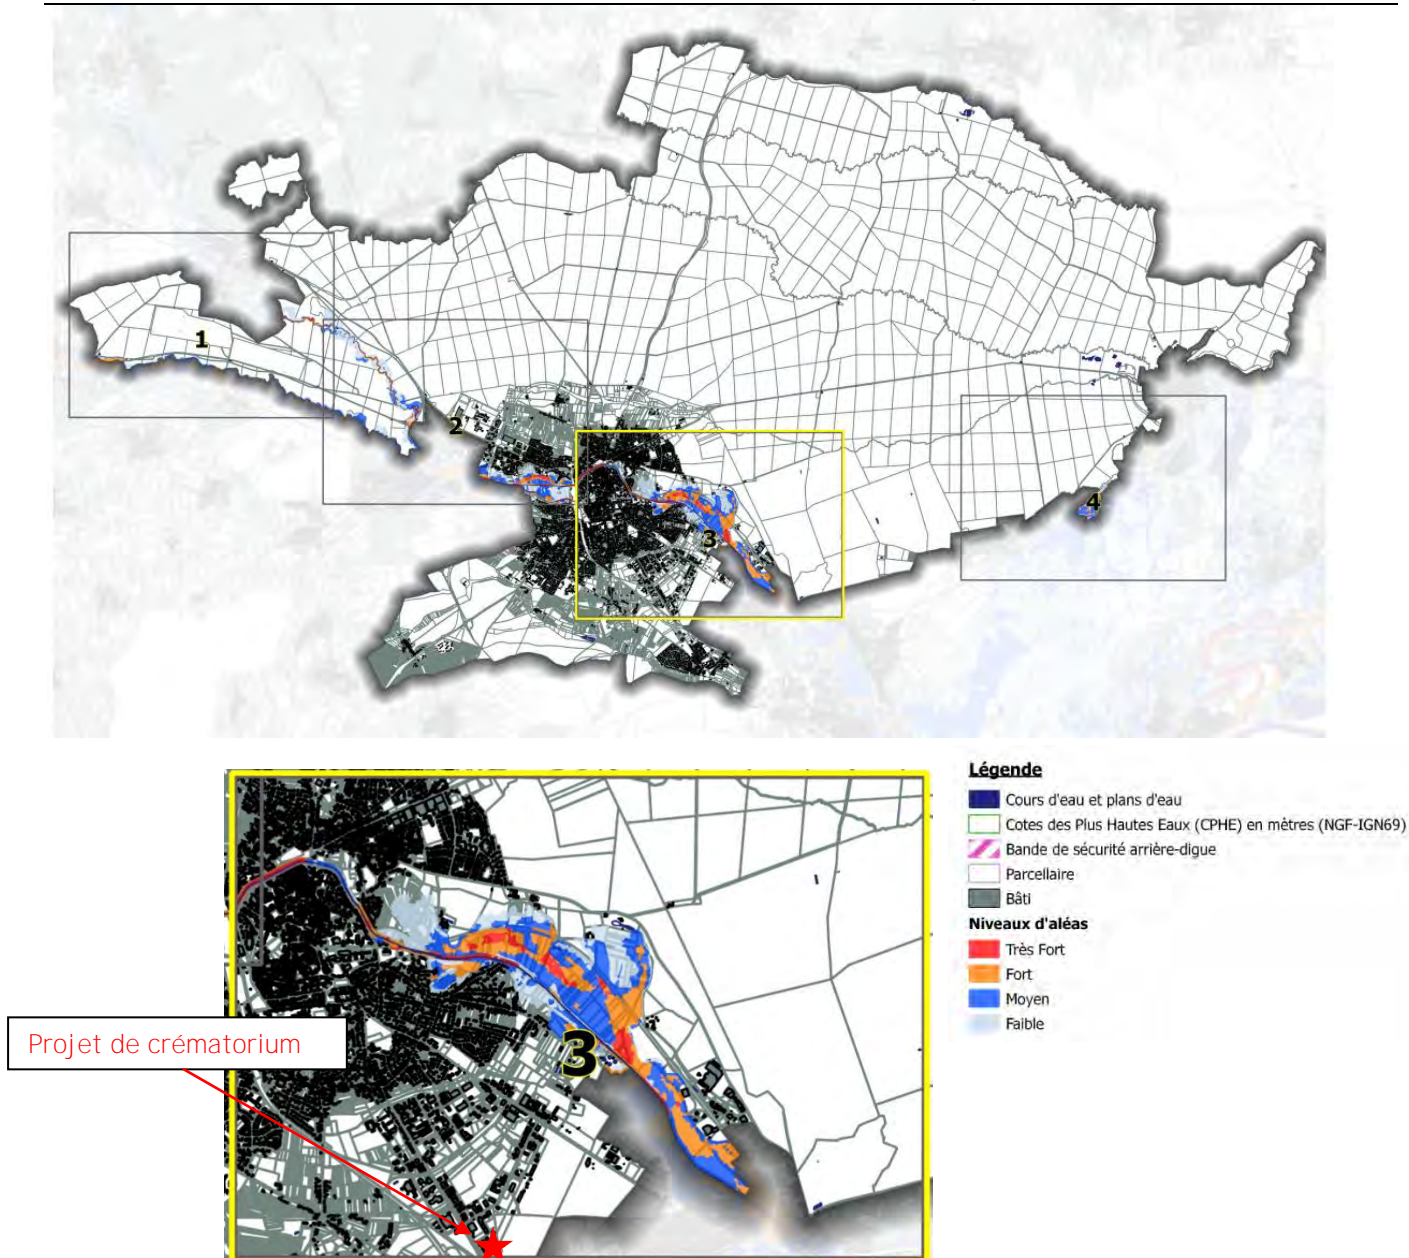 1
2
3
4
Légende
Cours d'eau et plans d'eau
Cotes des Plus Hautes Eaux (CPHE) en mètres (NGF-IGN69)
Bande de sécurité arrière-digue
Parcellaire
Bâti
Niveaux d'aléas
Très Fort
Fort
Moyen
Faible
3
Projet de crématorium